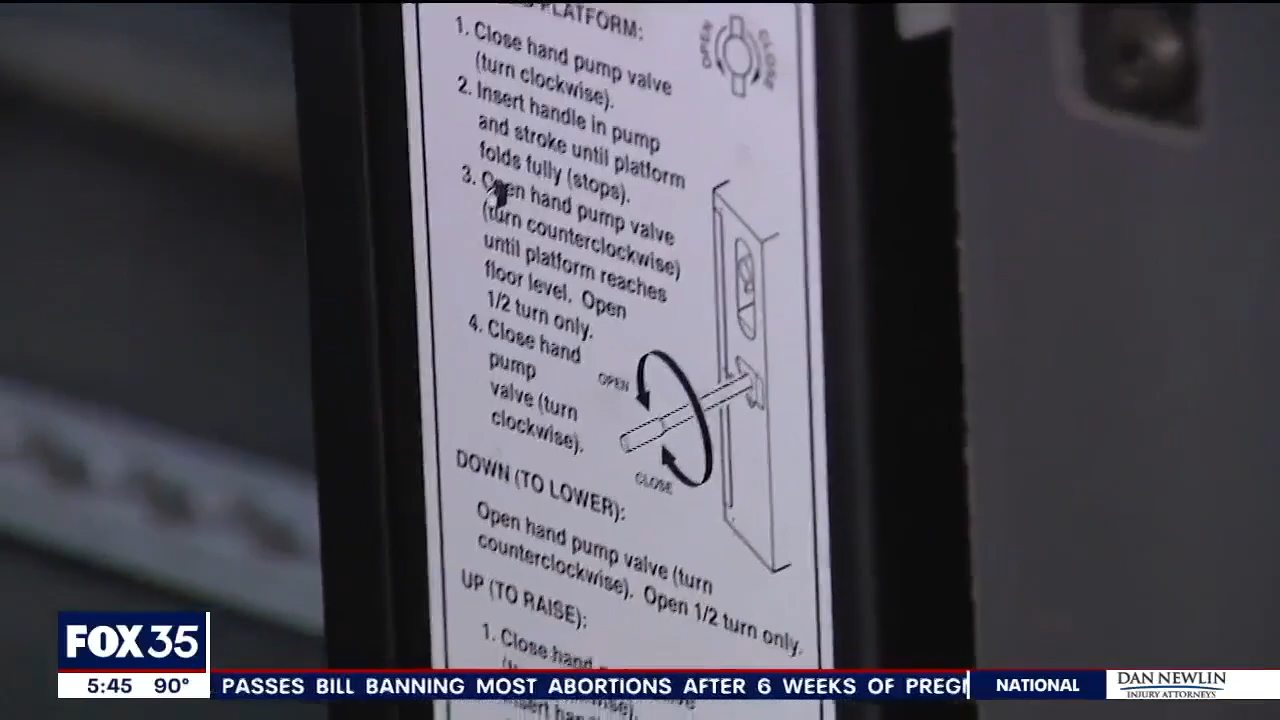 PLATFORM:
1. Close hand pump valve
(turn clockwise).
2. Insert handle in pump
and stroke until platform
folds fully (stops).
3. Open hand pump valve
(turn counterclockwise)
until platform reaches
floor level. Open
1/2 turn only.
4. Close hand
pump
valve (turn
clockwise).
OPEN
CLOSE
OPEN
CLOSE
DOWN (TO LOWER):
Open hand pump valve (turn
counterclockwise). Open 1/2 turn only.
UP (TO RAISE):
1. Close hand
FOX 35
5:45 90°
PASSES BILL BANNING MOST ABORTIONS AFTER 6 WEEKS OF PREG
NATIONAL
DAN NEWLIN
INJURY ATTORNEYS